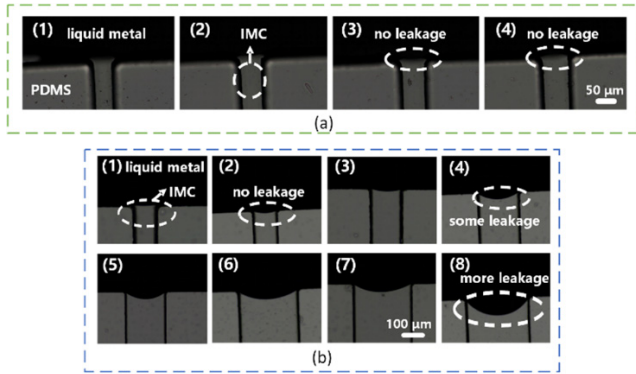 (1) (2) IMC (3) (4)
liquid metal no leakage no leakage
PDMS
50 μm
(a)
(1) liquid metal (2) (3) (4)
IMC no leakage
some leakage
(5) (6) (7) (8)
more leakage
100 μm
(b)